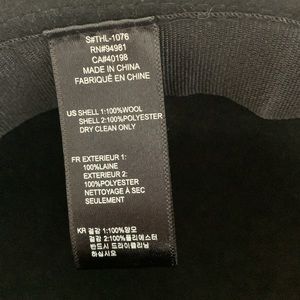 S#THL-1076
RN#94981
CA#40198
MADE IN CHINA
FABRIQUÉ EN CHINE
US SHELL 1:100%WOOL
SHELL 2:100%POLYESTER
DRY CLEAN ONLY
FR EXTERIEUR 1:
100%LAINE
EXTERIEUR 2:
100%POLYESTER
NETTOYAGE À SEC
SEULEMENT
KR 겉감 1:100%양모
겉감 2:100%폴리에스터
반드시 드라이클리닝
하십시오